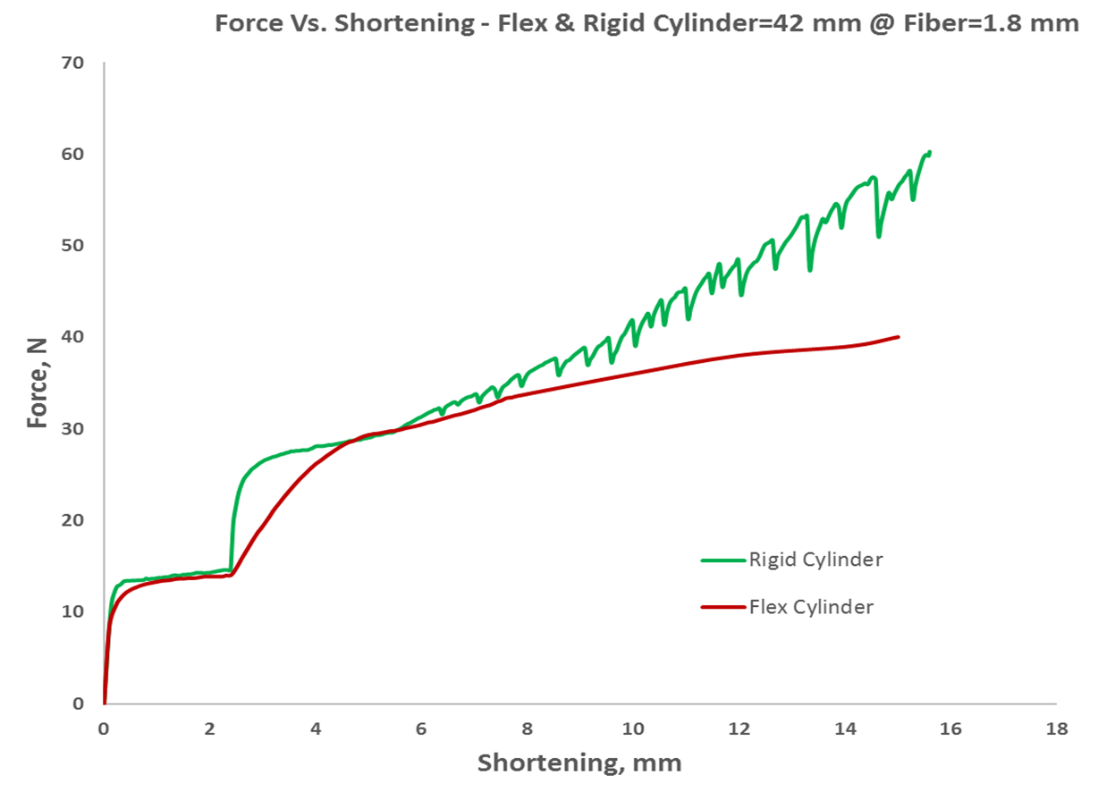 Force Vs. Shortening - Flex & Rigid Cylinder=42 mm @ Fiber=1.8 mm
70
60
50
40
30
20
10
0
Force, N
Rigid Cylinder
Flex Cylinder
0 2 4 6 8 10 12 14 16 18
Shortening, mm